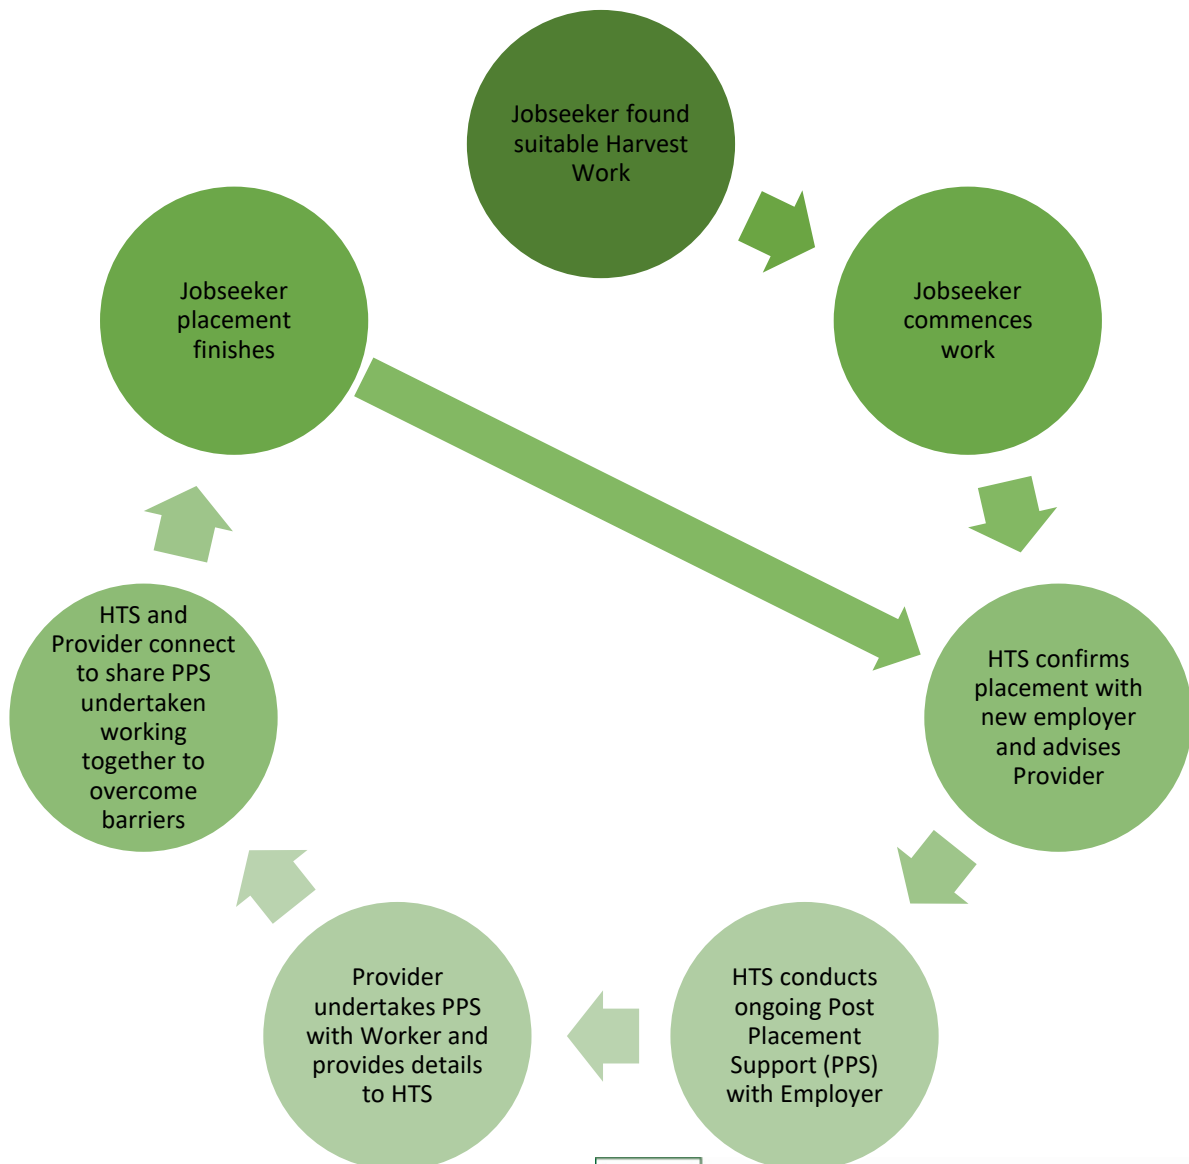 Jobseeker found
suitable Harvest
Work
Jobseeker
commences
work
HTS confirms
placement with
new employer
and advises
Provider
HTS conducts
ongoing Post
Placement
Support (PPS)
with Employer
Provider
undertakes PPS
with Worker and
provides details
to HTS
HTS and
Provider connect
to share PPS
undertaken
working
together to
overcome
barriers
Jobseeker
placement
finishes